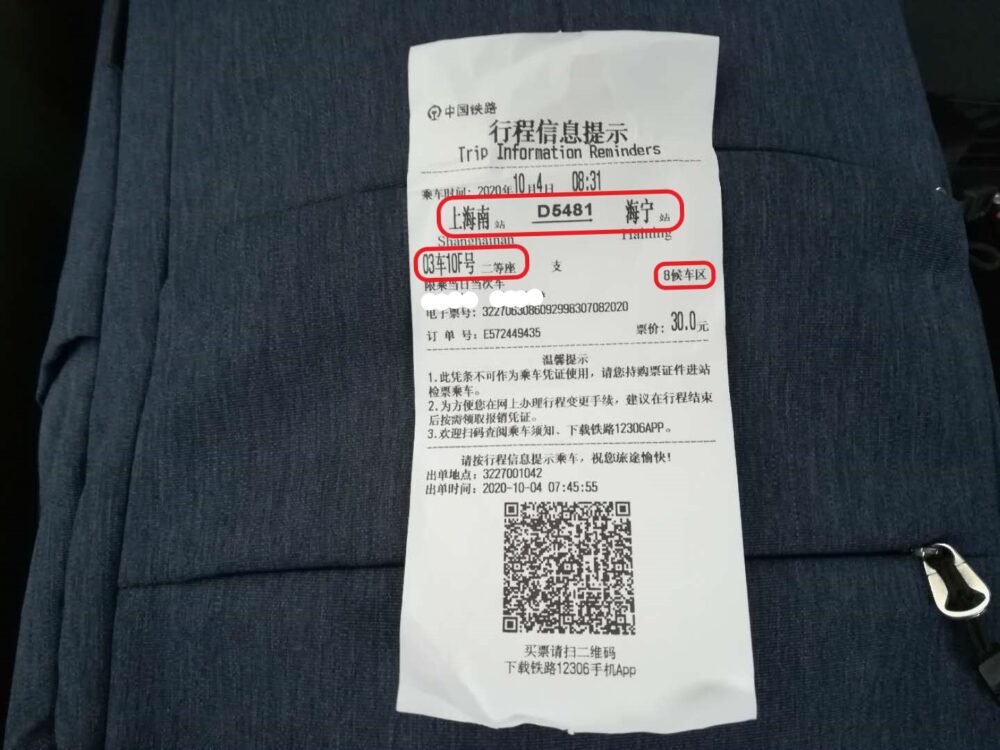 中国铁路
行程信息提示
Trip Information Reminders
乘车时间：2020年10月4日 08:31
上海南站 D5481 海宁站
Shanghainan Haining
03车10F号 二等座 支 8候车区
限乘当日当次车
电子票号：3227063086092998307082020
订 单 号：E572449435 票价：30.0元
温馨提示
1.此凭条不可作为乘车凭证使用，请您持购票证件进站
检票乘车。
2.为方便您在网上办理行程变更手续，建议在行程结束
后按需领取报销凭证。
3.欢迎扫码查阅乘车须知、下载铁路12306APP。
请按行程信息提示乘车，祝您旅途愉快！
出单地点：3227001042
出单时间：2020-10-04 07:45:55
买票请扫二维码
下载铁路12306手机App